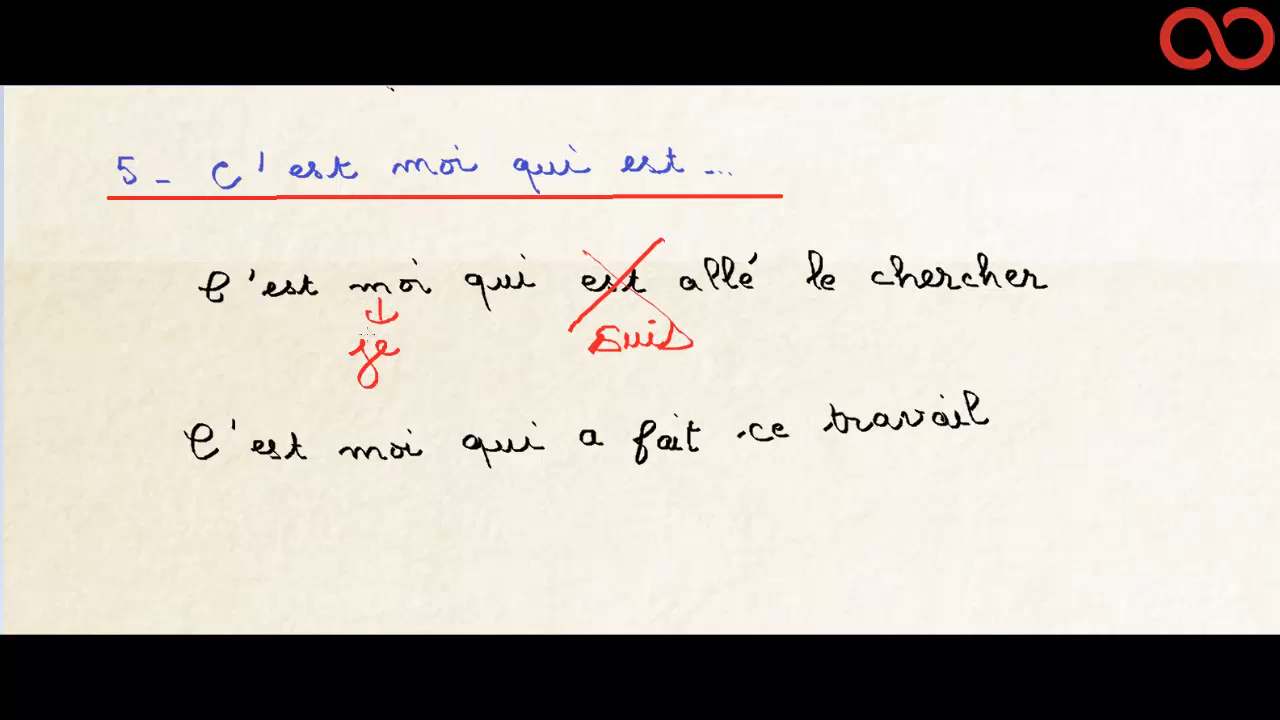 5 - C'est moi qui est...
C'est moi qui est allé le chercher
je suis
C'est moi qui a fait ce travail